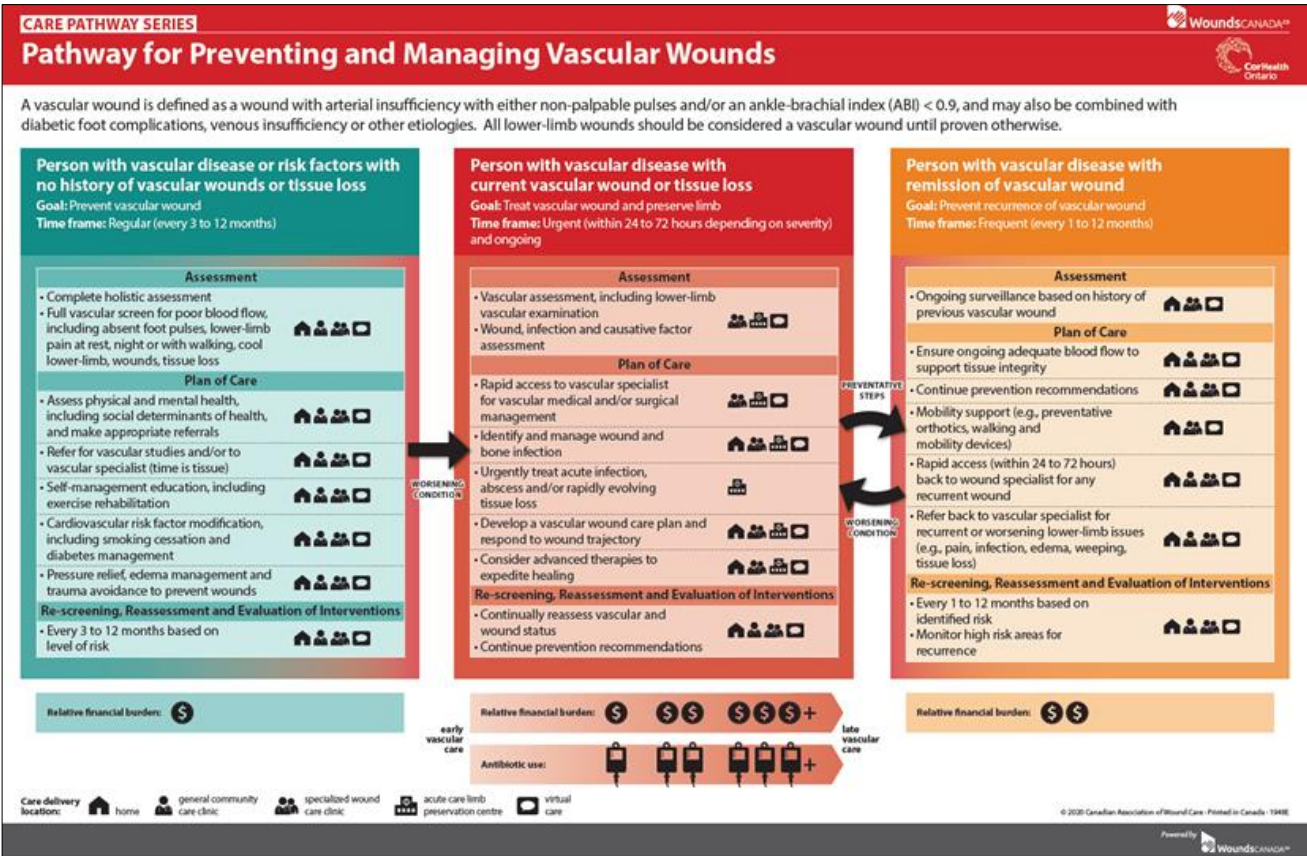 CARE PATHWAY SERIES
WOUNDSCANADA.ca
Pathway for Preventing and Managing Vascular Wounds
CorHealth
Ontario
A vascular wound is defined as a wound with arterial insufficiency with either non-palpable pulses and/or an ankle-brachial index (ABI) < 0.9, and may also be combined with
diabetic foot complications, venous insufficiency or other etiologies. All lower-limb wounds should be considered a vascular wound until proven otherwise.
Person with vascular disease or risk factors with
no history of vascular wounds or tissue loss
Goal: Prevent vascular wound
Time frame: Regular (every 3 to 12 months)
Assessment
• Complete holistic assessment
• Full vascular screen for poor blood flow,
including absent foot pulses, lower-limb
pain at rest, night or with walking, cool
lower-limb, wounds, tissue loss
Plan of Care
• Assess physical and mental health,
including social determinants of health,
and make appropriate referrals
• Refer for vascular studies and/or to
vascular specialist (time is tissue)
• Self-management education, including
exercise rehabilitation
• Cardiovascular risk factor modification,
including smoking cessation and
diabetes management
• Pressure relief, edema management and
trauma avoidance to prevent wounds
Re-screening, Reassessment and Evaluation of Interventions
• Every 3 to 12 months based on
level of risk
Relative financial burden: $
WORSENING
CONDITION
Person with vascular disease with
current vascular wound or tissue loss
Goal: Treat vascular wound and preserve limb
Time frame: Urgent (within 24 to 72 hours depending on severity)
and ongoing
Assessment
• Vascular assessment, including lower-limb
vascular examination
• Wound, infection and causative factor
assessment
Plan of Care
• Rapid access to vascular specialist
for vascular medical and/or surgical
management
• Identify and manage wound and
bone infection
• Urgently treat acute infection,
abscess and/or rapidly evolving
tissue loss
• Develop a vascular wound care plan and
respond to wound trajectory
• Consider advanced therapies to
expedite healing
Re-screening, Reassessment and Evaluation of Interventions
• Continually reassess vascular and
wound status
• Continue prevention recommendations
early
vascular
care
Relative financial burden: $ $$ $$$+
Antibiotic use: +
late
vascular
care
PREVENTATIVE
STEPS
WORSENING
CONDITION
Person with vascular disease with
remission of vascular wound
Goal: Prevent recurrence of vascular wound
Time frame: Frequent (every 1 to 12 months)
Assessment
• Ongoing surveillance based on history of
previous vascular wound
Plan of Care
• Ensure ongoing adequate blood flow to
support tissue integrity
• Continue prevention recommendations
• Mobility support (e.g., preventative
orthotics, walking and
mobility devices)
• Rapid access (within 24 to 72 hours)
back to wound specialist for any
recurrent wound
• Refer back to vascular specialist for
recurrent or worsening lower-limb issues
(e.g., pain, infection, edema, weeping,
tissue loss)
Re-screening, Reassessment and Evaluation of Interventions
• Every 1 to 12 months based on
identified risk
• Monitor high risk areas for
recurrence
Relative financial burden: $$
Care delivery
location:
home
general community
care clinic
specialized wound
care clinic
acute care limb
preservation centre
virtual
care
© 2020 Canadian Association of Wound Care · Printed in Canada · 1948E
Powered by
WOUNDSCANADA.ca